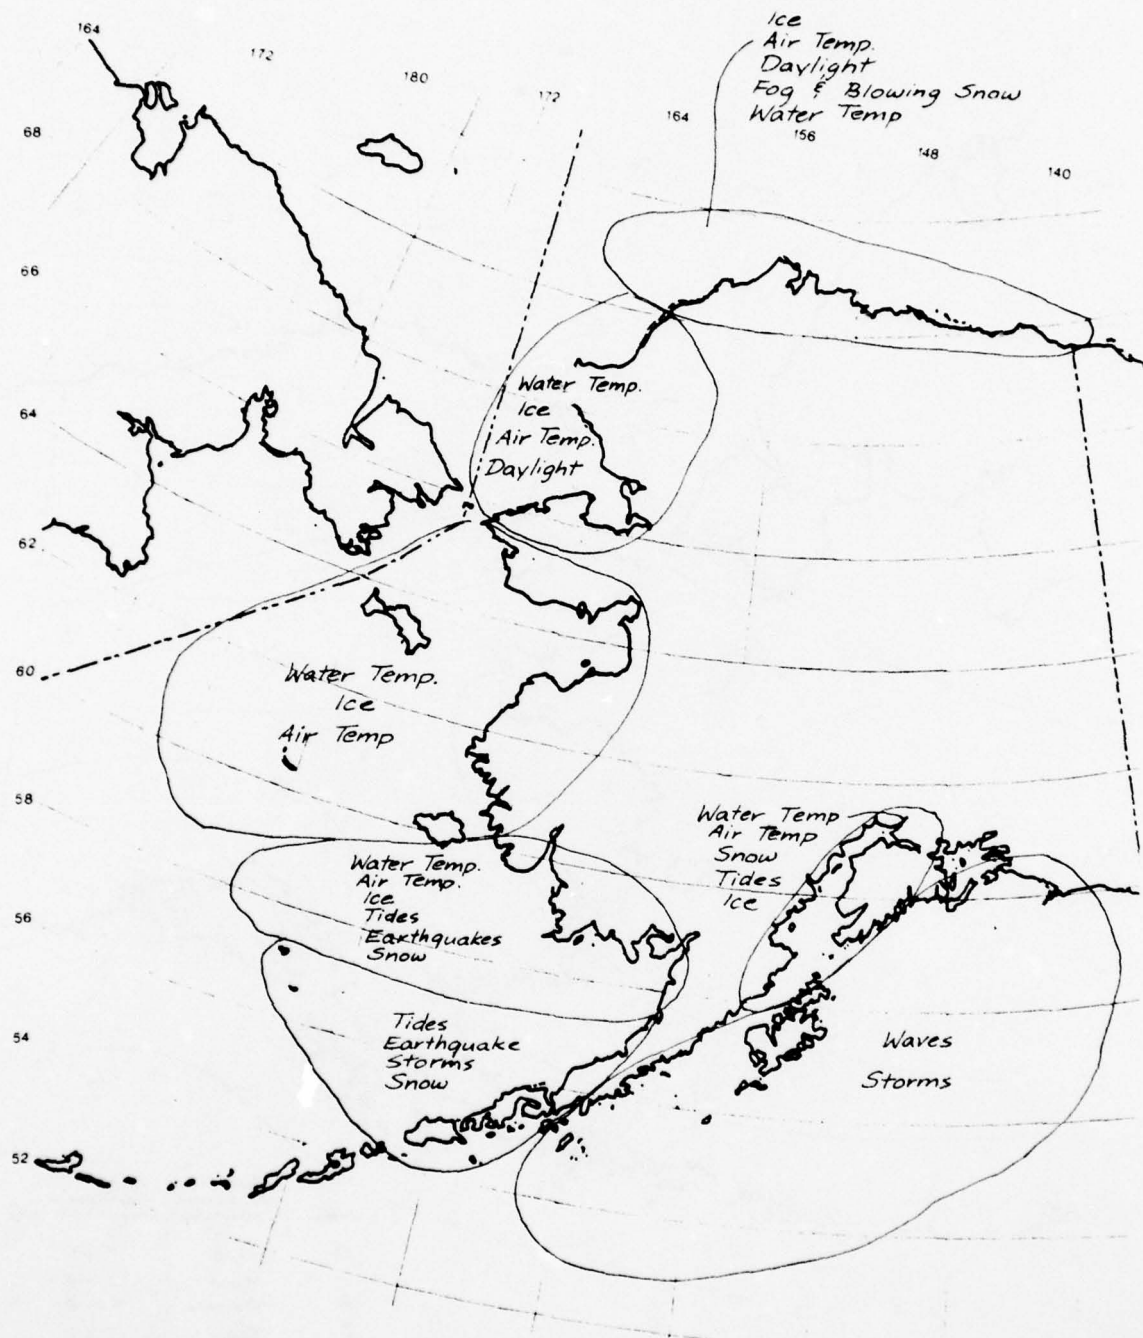 Ice
Air Temp.
Daylight
Fog & Blowing Snow
Water Temp
164
172
180
172
164
156
148
140
68
66
64
62
60
58
56
54
52
Water Temp.
Ice
Air Temp.
Daylight
Water Temp.
Ice
Air Temp
Water Temp.
Air Temp.
Ice
Tides
Earthquakes
Snow
Water Temp
Air Temp
Snow
Tides
Ice
Tides
Earthquake
Storms
Snow
Waves
Storms